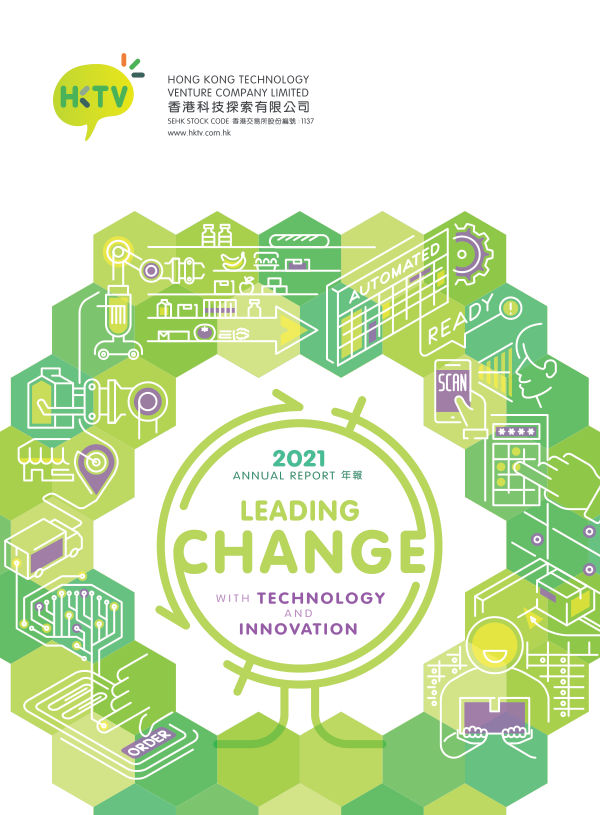 HKTV
HONG KONG TECHNOLOGY
VENTURE COMPANY LIMITED
香港科技探索有限公司
SEHK STOCK CODE 香港交易所股份編號 : 1137
www.hktv.com.hk
AUTOMATED
READY
SCAN
****
2021
ANNUAL REPORT 年報
LEADING
CHANGE
WITH TECHNOLOGY
AND
INNOVATION
ORDER